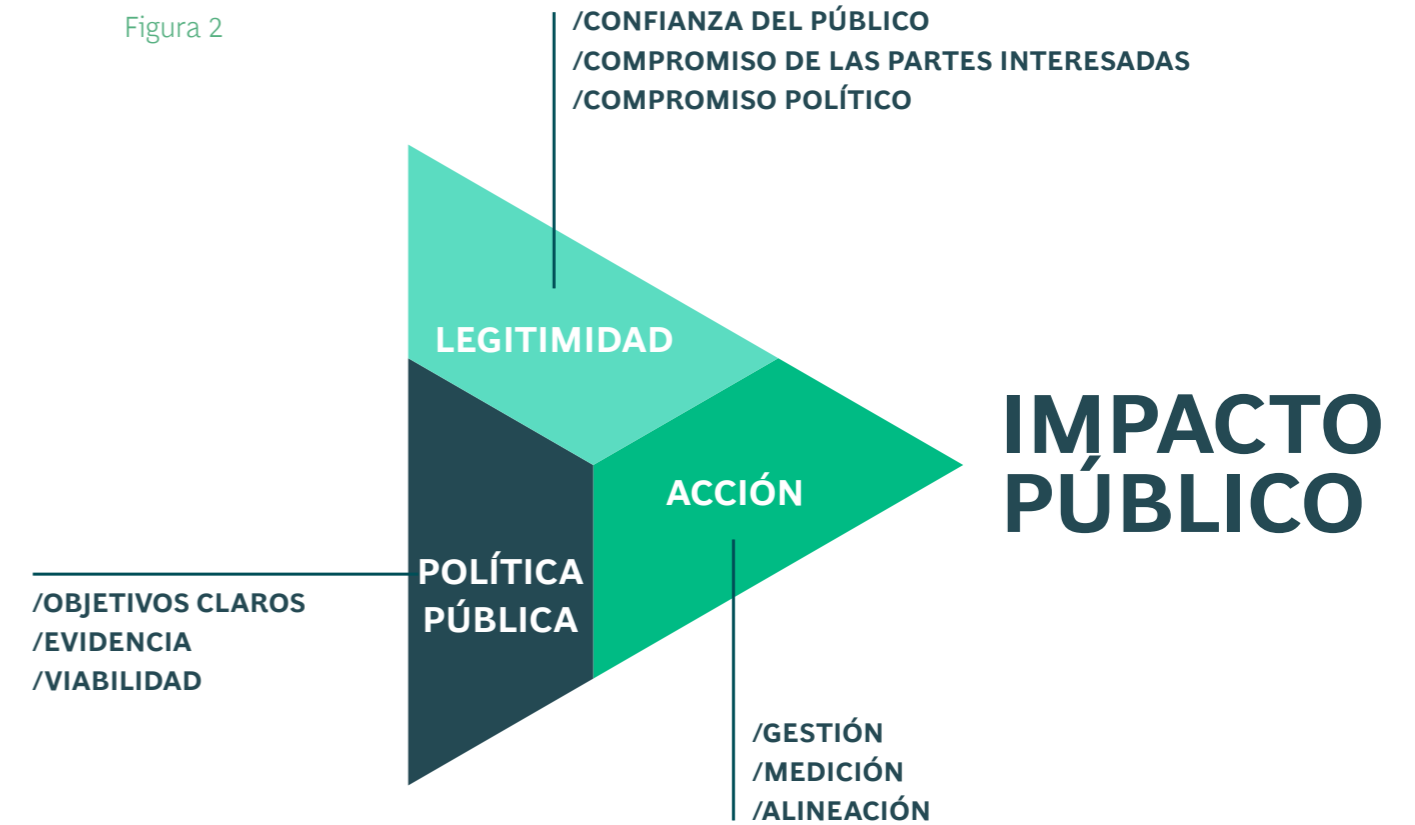 Figura 2
/CONFIANZA DEL PÚBLICO
/COMPROMISO DE LAS PARTES INTERESADAS
/COMPROMISO POLÍTICO
LEGITIMIDAD
ACCIÓN
IMPACTO
PÚBLICO
POLÍTICA
PÚBLICA
/OBJETIVOS CLAROS
/EVIDENCIA
/VIABILIDAD
/GESTIÓN
/MEDICIÓN
/ALINEACIÓN